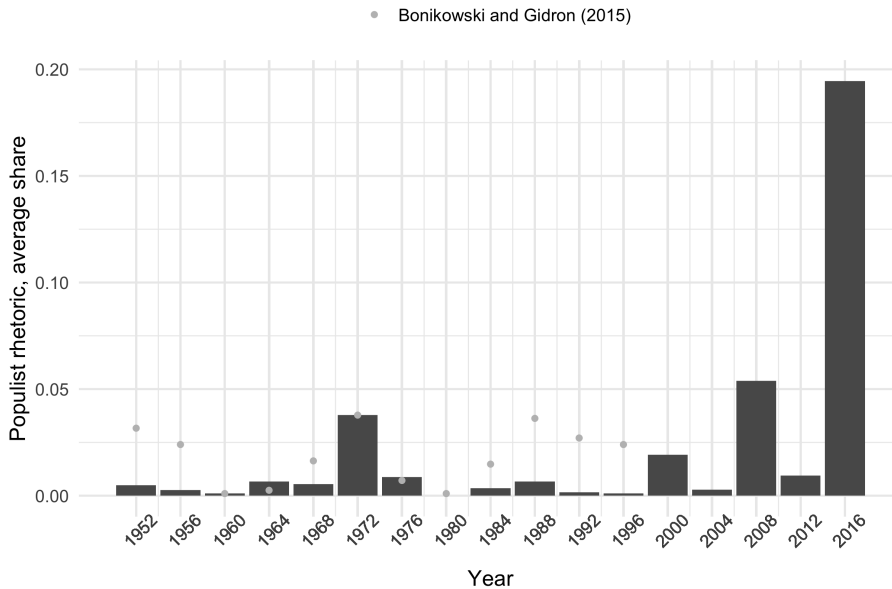 Bonikowski and Gidron (2015)
Populist rhetoric, average share
0.20
0.15
0.10
0.05
0.00
1952 1956 1960 1964 1968 1972 1976 1980 1984 1988 1992 1996 2000 2004 2008 2012 2016
Year